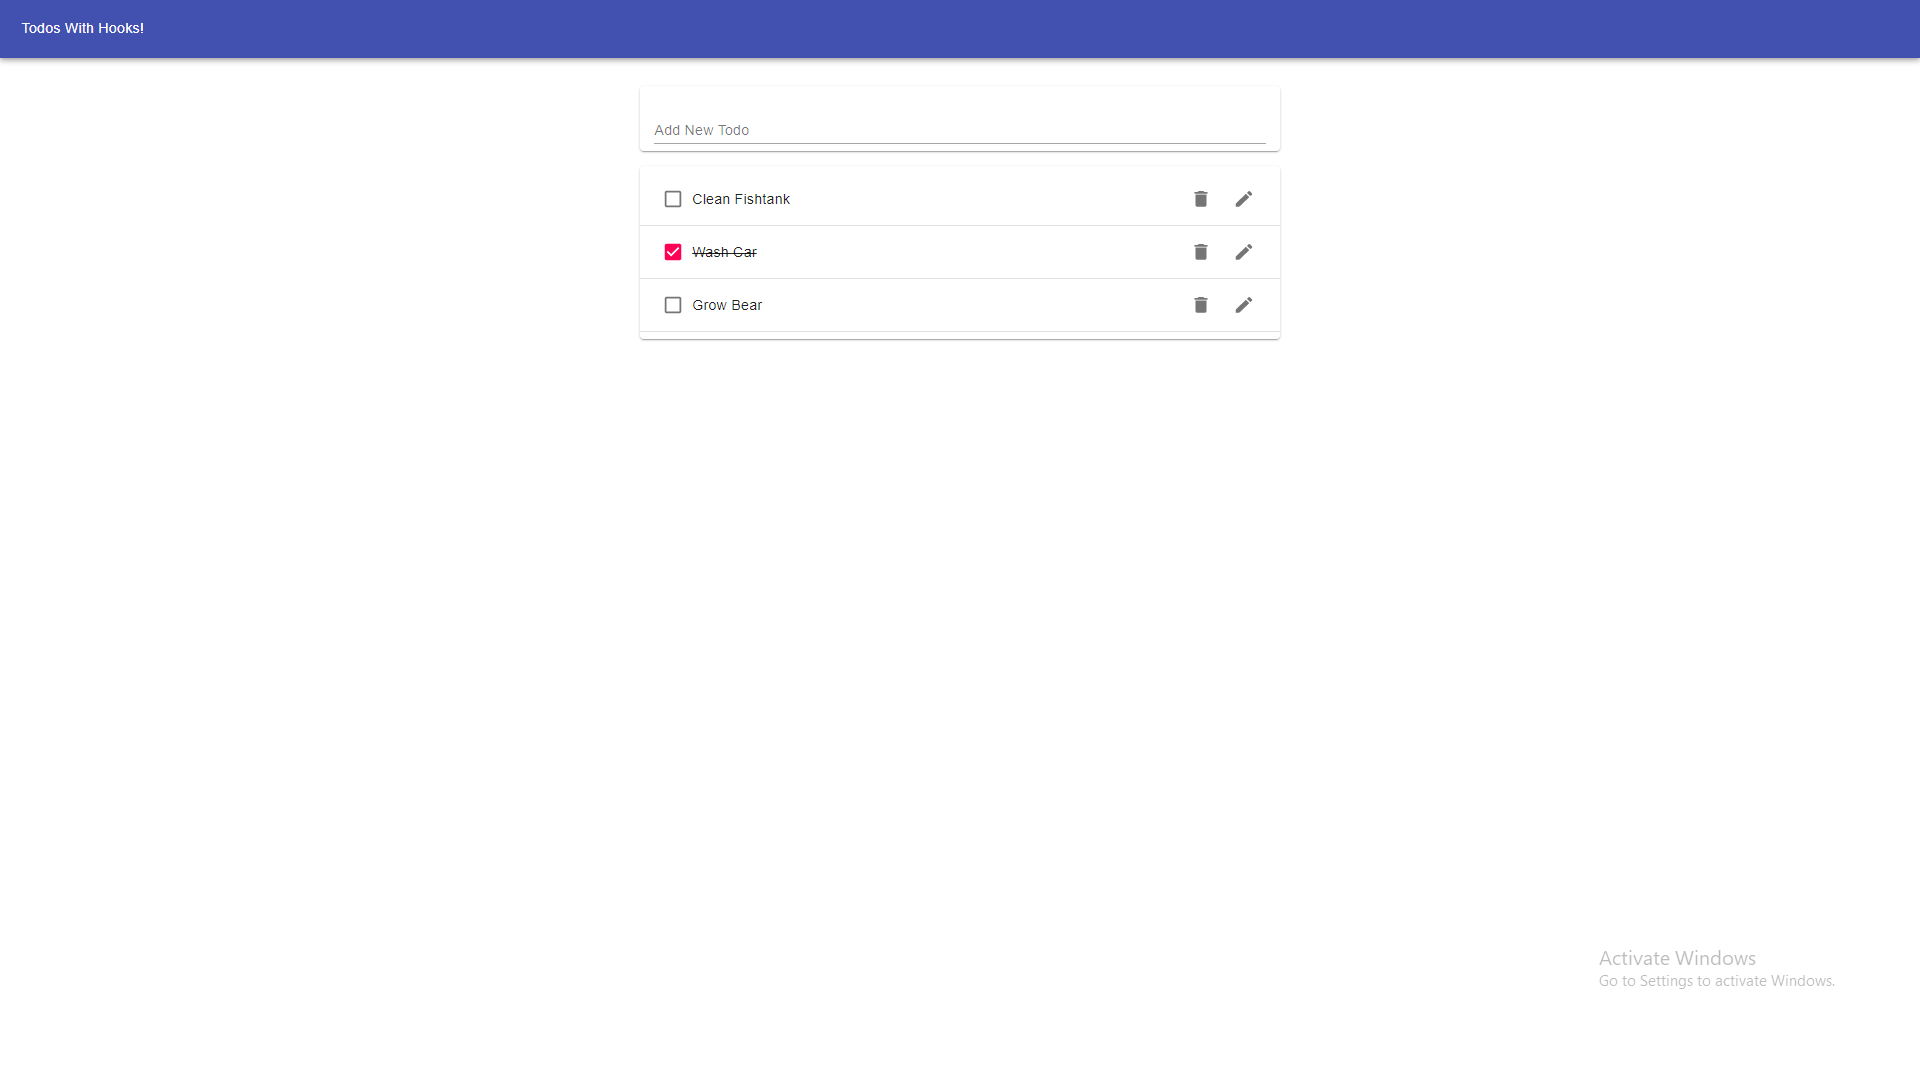 Todos With Hooks!
Add New Todo
Clean Fishtank
Wash Car
Grow Bear
Activate Windows
Go to Settings to activate Windows.